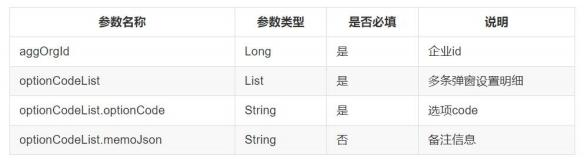 参数名称 参数类型 是否必填 说明
aggOrgId Long 是 企业id
optionCodeList List 是 多条弹窗设置明细
optionCodeList.optionCode String 是 选项code
optionCodeList.memoJson String 否 备注信息